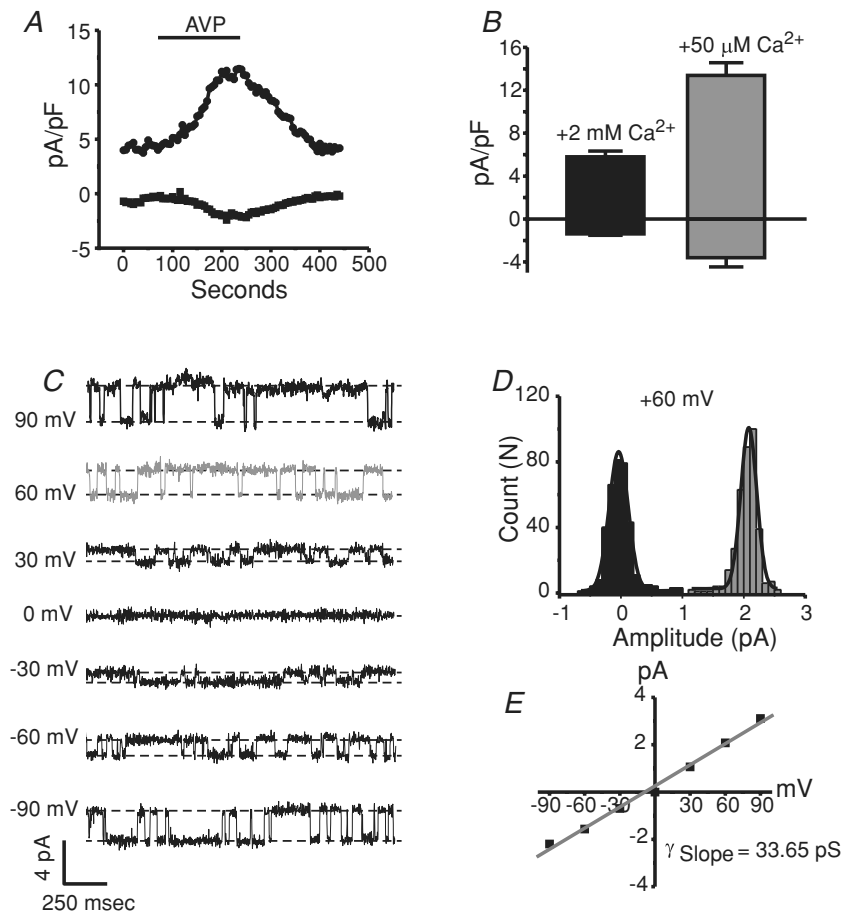 A
AVP
15
10
5
0
-5
pA/pF
0 100 200 300 400 500
Seconds
B
+50 µM Ca2+
+2 mM Ca2+
16
12
8
4
0
-4
pA/pF
C
90 mV
60 mV
30 mV
0 mV
-30 mV
-60 mV
-90 mV
4 pA
250 msec
D
+60 mV
120
80
40
0
Count (N)
-1 0 1 2 3
Amplitude (pA)
E
pA
4
2
-2
-4
-90 -60 -30 30 60 90
mV
γ Slope = 33.65 pS